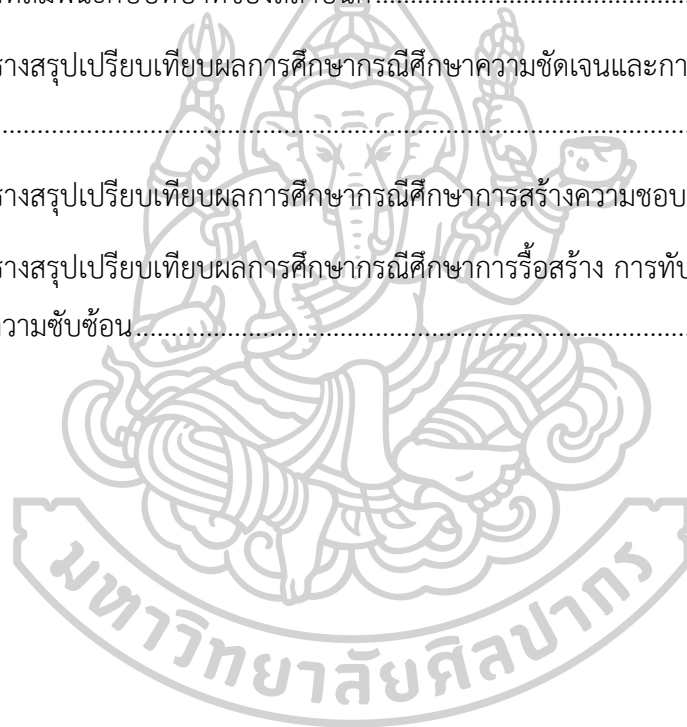 รางสรุปเปรียบเทียบผลการศึกษากรณีศึกษาความชัดเจนและกา
................................................................................
รางสรุปเปรียบเทียบผลการศึกษากรณีศึกษาการสร้างความชอบ
รางสรุปเปรียบเทียบผลการศึกษากรณีศึกษาการรื้อสร้าง การทับ
วามซับซ้อน................................................................
มหาวิทยาลัยศิลปากร